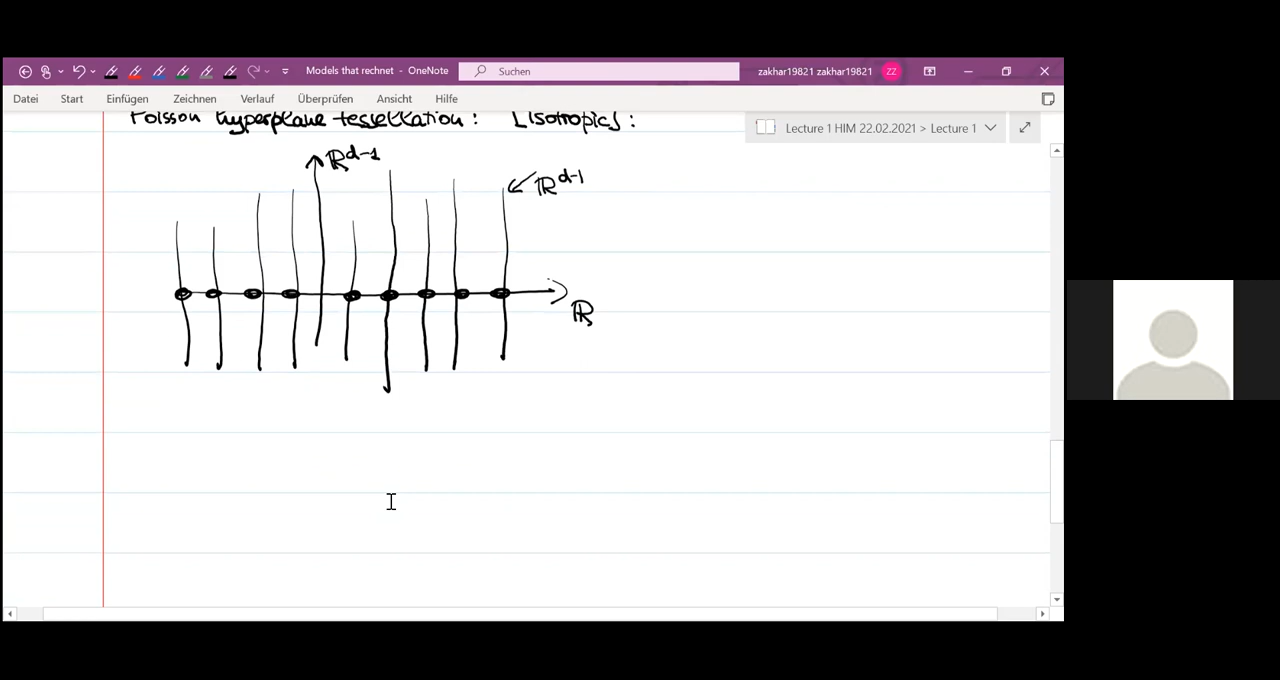 Models that rechnet - OneNote
Suchen
zakhar19821 zakhar19821
ZZ
Datei Start Einfügen Zeichnen Verlauf Überprüfen Ansicht Hilfe
Lecture 1 HIM 22.02.2021 > Lecture 1
Poisson hyperplane tessellation: [isotropic]:
ℝ^{d-1}
ℝ^{d-1}
ℝ